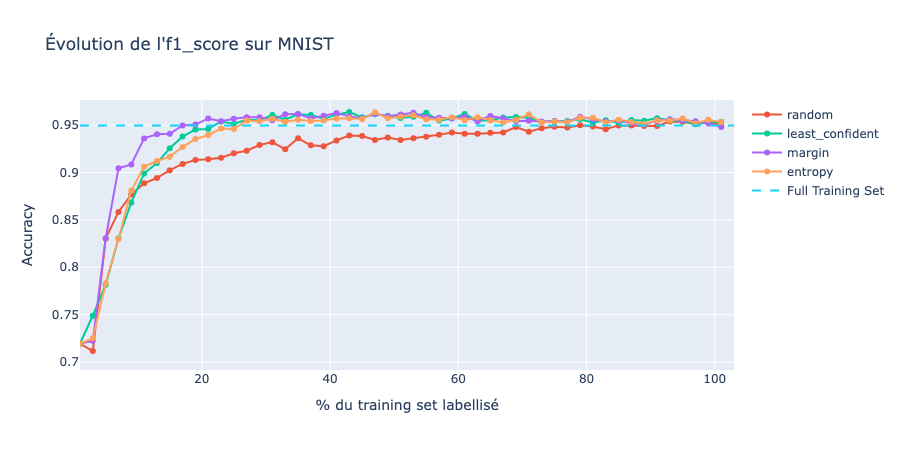 Évolution de l'f1_score sur MNIST
random
least_confident
margin
entropy
Full Training Set
Accuracy
0.95
0.9
0.85
0.8
0.75
0.7
20
40
60
80
100
% du training set labellisé